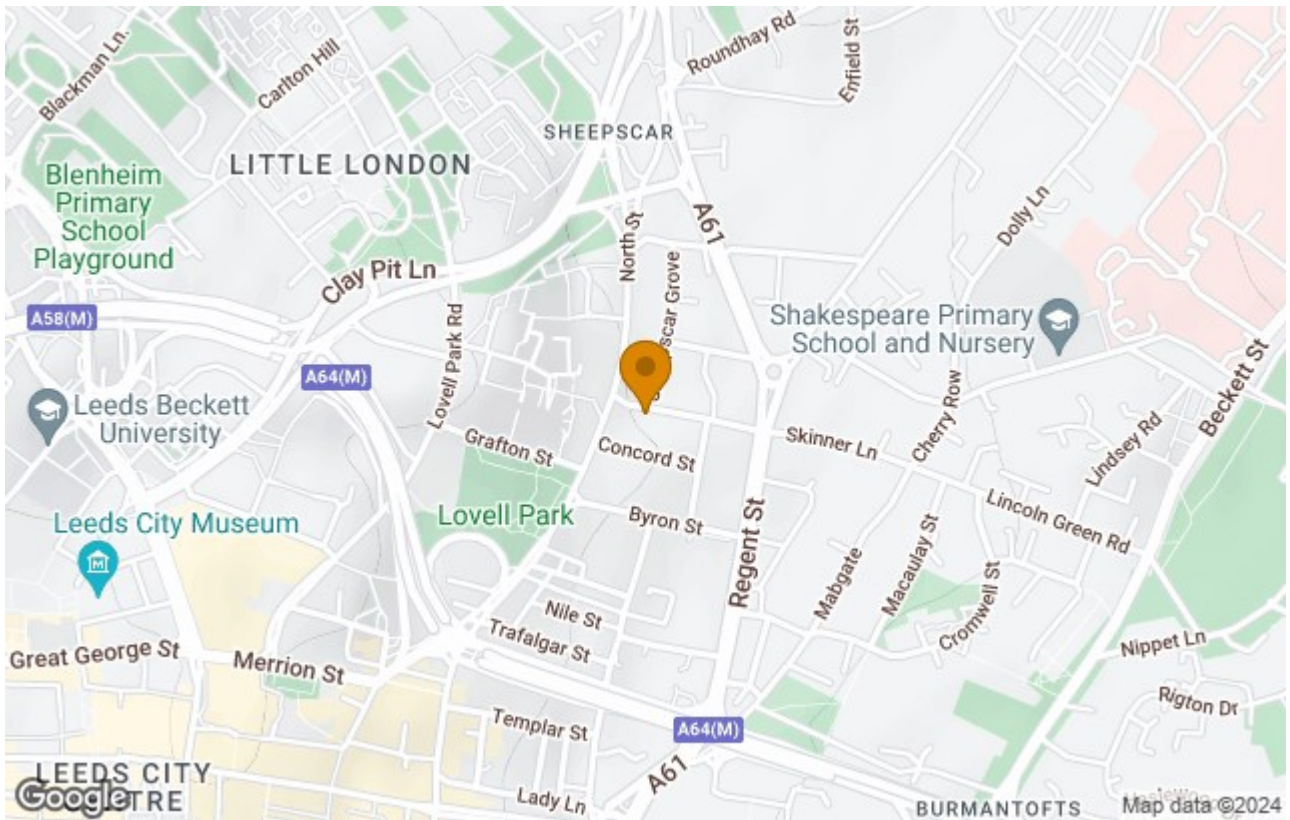 Blackman Ln.
Carlton Hill
Roundhay Rd
Enfield St
SHEEPSCAR
LITTLE LONDON
Blenheim
Primary
School
Playground
North St
A61
Dolly Ln
Clay Pit Ln
A58(M)
Lovell Park Rd
Shakespeare Primary
School and Nursery
A64(M)
Leeds Beckett
University
Grafton St
Concord St
Skinner Ln
Cherry Row
Lindsey Rd
Beckett St
Leeds City Museum
Lovell Park
Byron St
Regent St
Lincoln Green Rd
Mabgate
Macaulay St
Cromwell St
Nile St
Trafalgar St
Great George St
Merrion St
Nippet Ln
Rigton Dr
Templar St
A64(M)
A61
LEEDS CITY
Google
Lady Ln
BURMANTOFTS
Map data ©2024